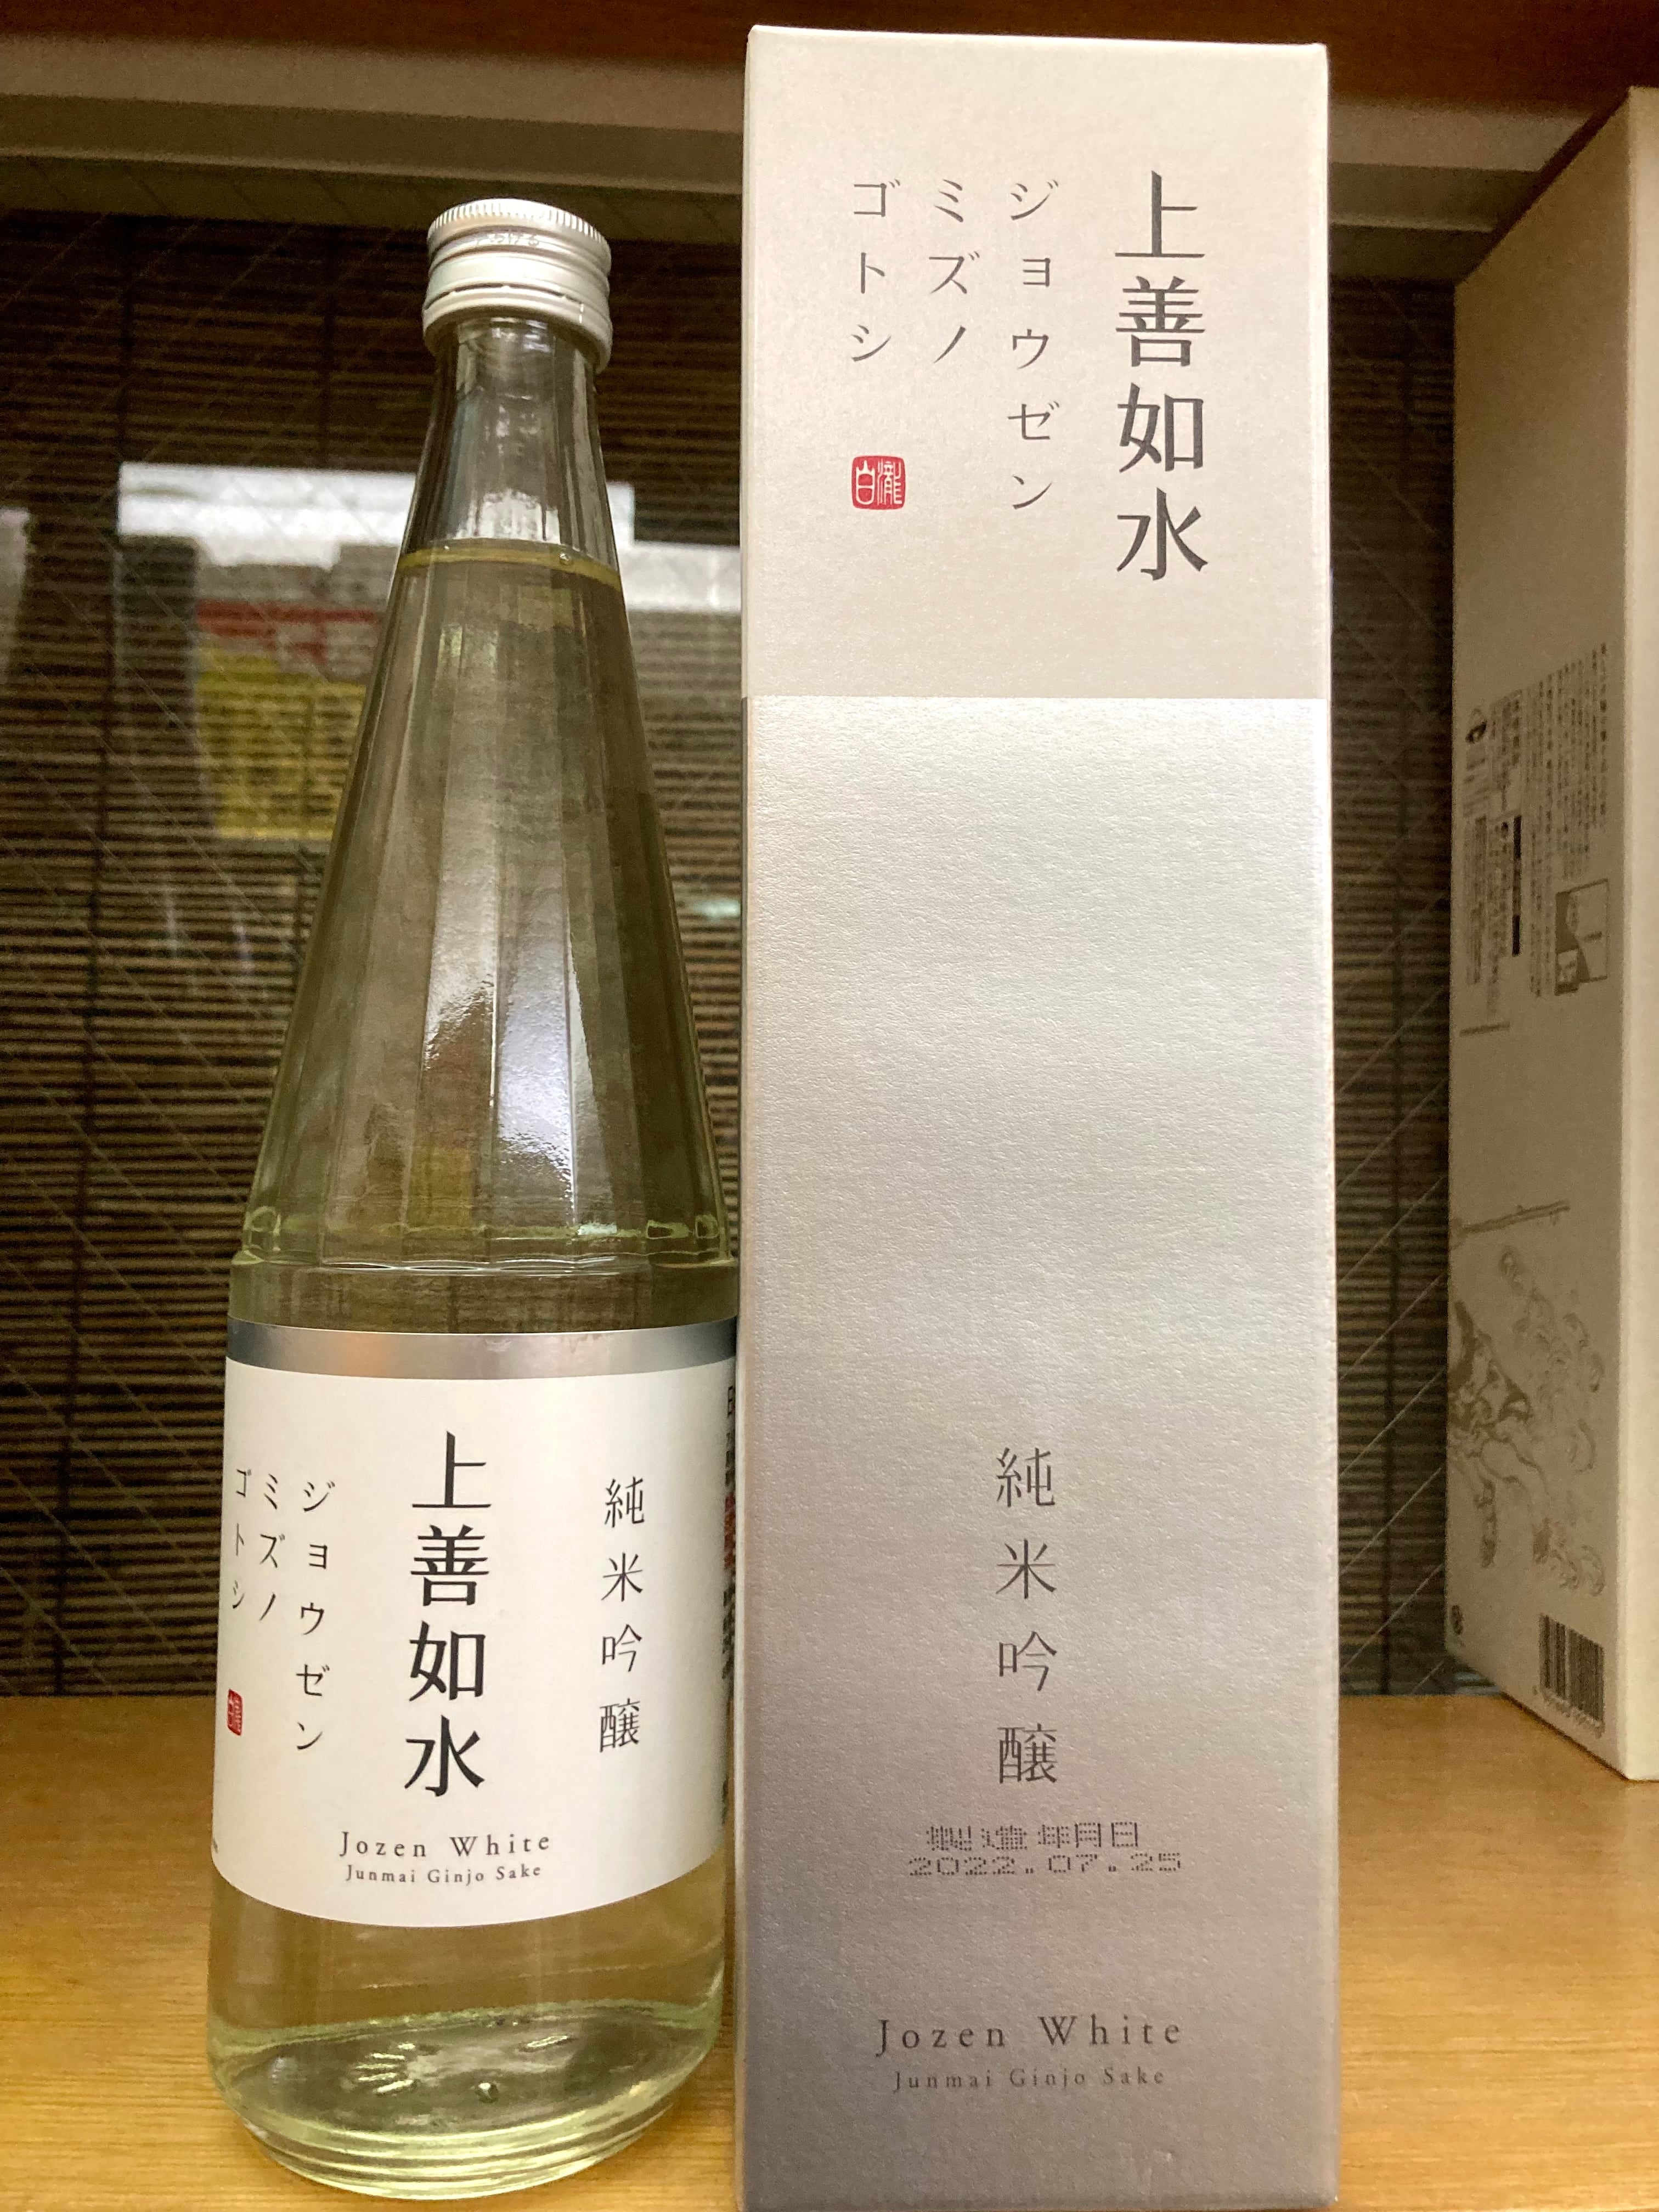 純米吟醸
上善如水
ジョウゼン
ミズノ
ゴトシ
Jozen White
Junmai Ginjo Sake
上善如水
ジョウゼン
ミズノ
ゴトシ
白瀧
純米吟醸
製造年月日
2022.07.25
Jozen White
Junmai Ginjo Sake